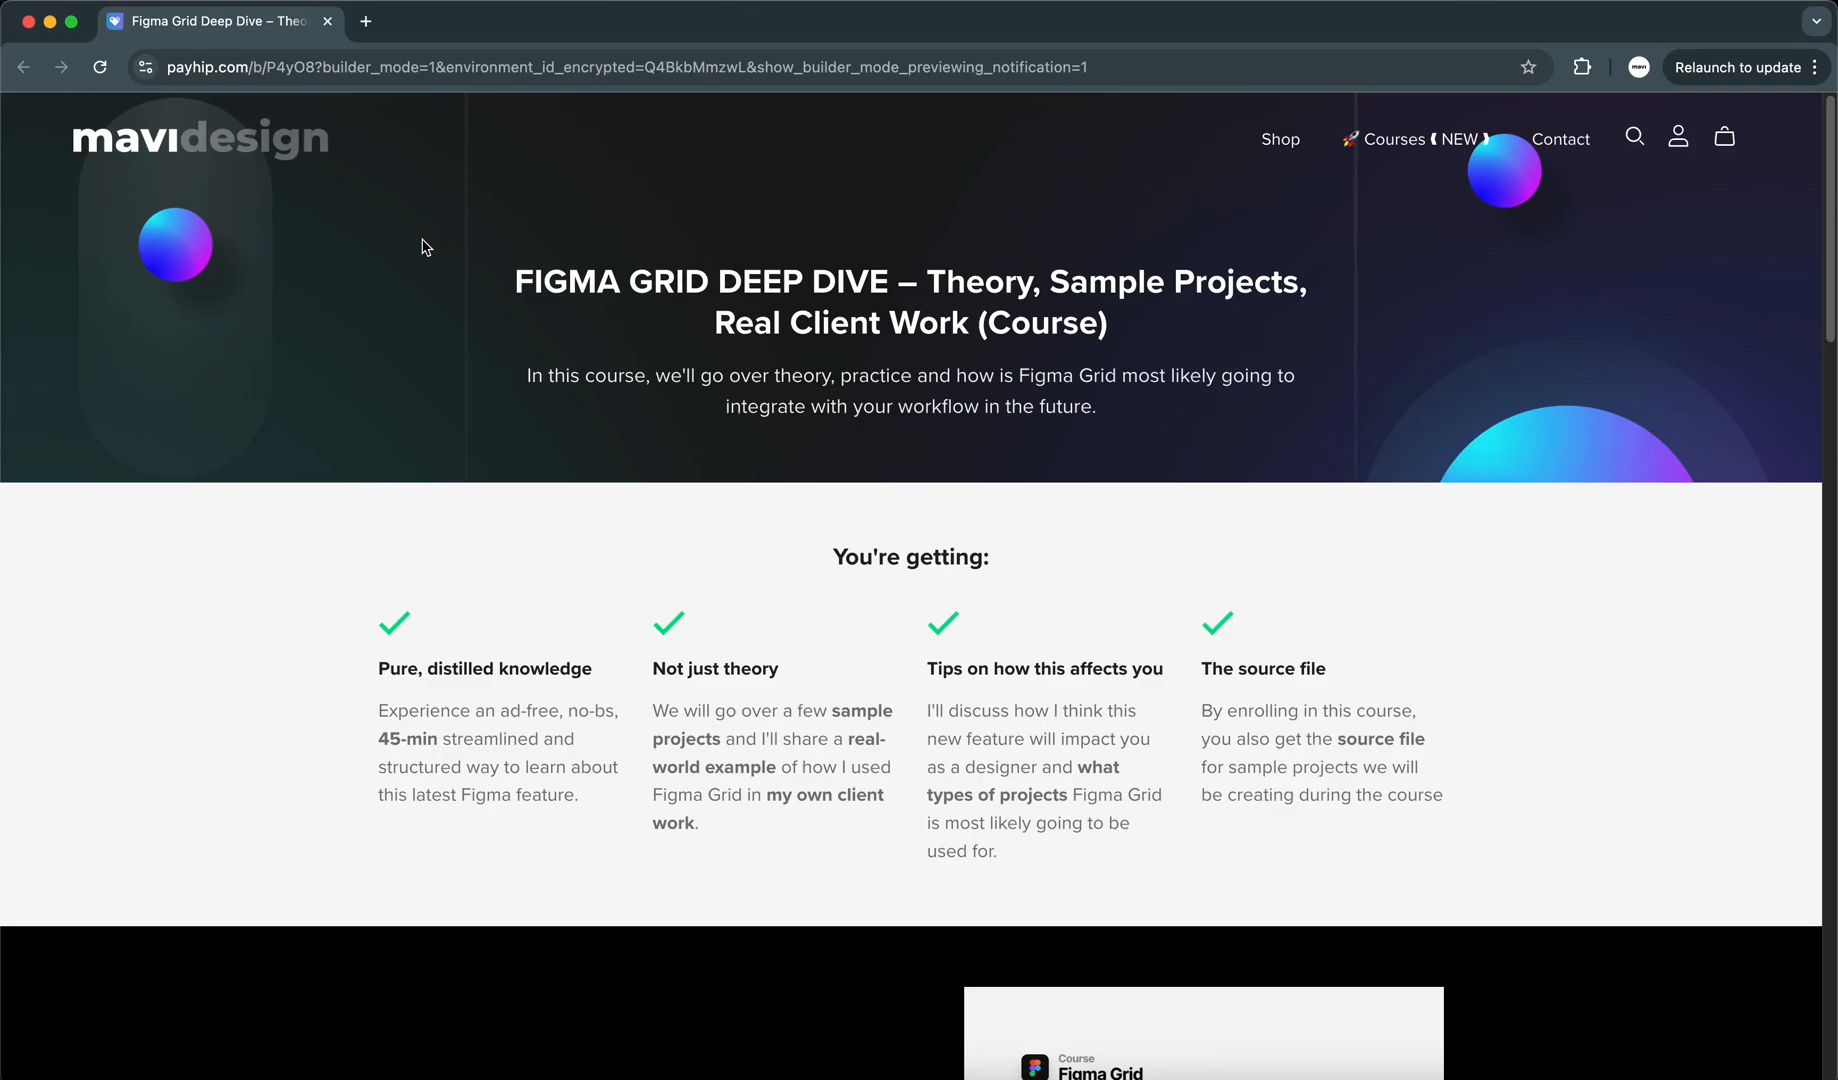 Figma Grid Deep Dive – Theo
payhip.com/b/P4yO8?builder_mode=1&environment_id_encrypted=Q4BkbMmzwL&show_builder_mode_previewing_notification=1
mavi
Relaunch to update
mavidesign
Shop
🚀 Courses ❪ NEW ❫
Contact
FIGMA GRID DEEP DIVE – Theory, Sample Projects,
Real Client Work (Course)
In this course, we'll go over theory, practice and how is Figma Grid most likely going to
integrate with your workflow in the future.
You're getting:
Pure, distilled knowledge
Experience an ad-free, no-bs,
45-min streamlined and
structured way to learn about
this latest Figma feature.
Not just theory
We will go over a few sample
projects and I'll share a real-
world example of how I used
Figma Grid in my own client
work.
Tips on how this affects you
I'll discuss how I think this
new feature will impact you
as a designer and what
types of projects Figma Grid
is most likely going to be
used for.
The source file
By enrolling in this course,
you also get the source file
for sample projects we will
be creating during the course
Course
Figma Grid